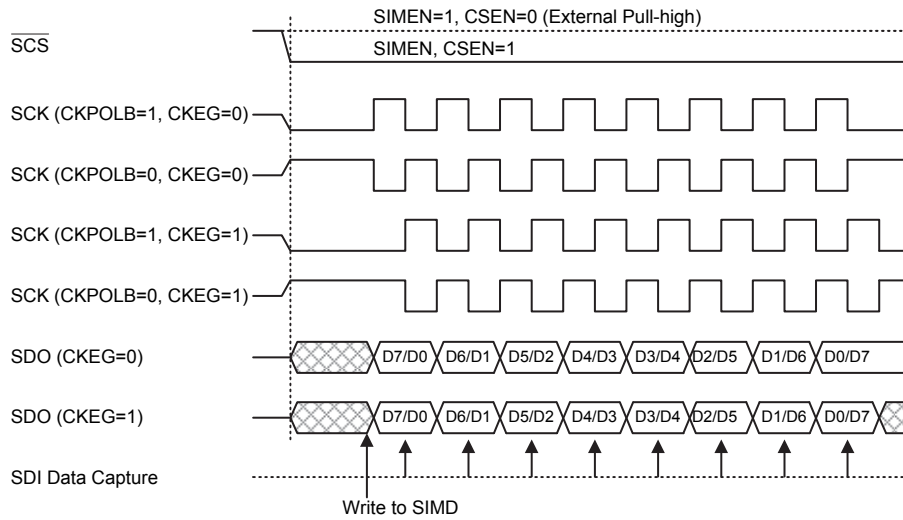 SIMEN=1, CSEN=0 (External Pull-high)
SCS
SIMEN, CSEN=1
SCK (CKPOLB=1, CKEG=0)
SCK (CKPOLB=0, CKEG=0)
SCK (CKPOLB=1, CKEG=1)
SCK (CKPOLB=0, CKEG=1)
SDO (CKEG=0) D7/D0 D6/D1 D5/D2 D4/D3 D3/D4 D2/D5 D1/D6 D0/D7
SDO (CKEG=1) D7/D0 D6/D1 D5/D2 D4/D3 D3/D4 D2/D5 D1/D6 D0/D7
SDI Data Capture
Write to SIMD